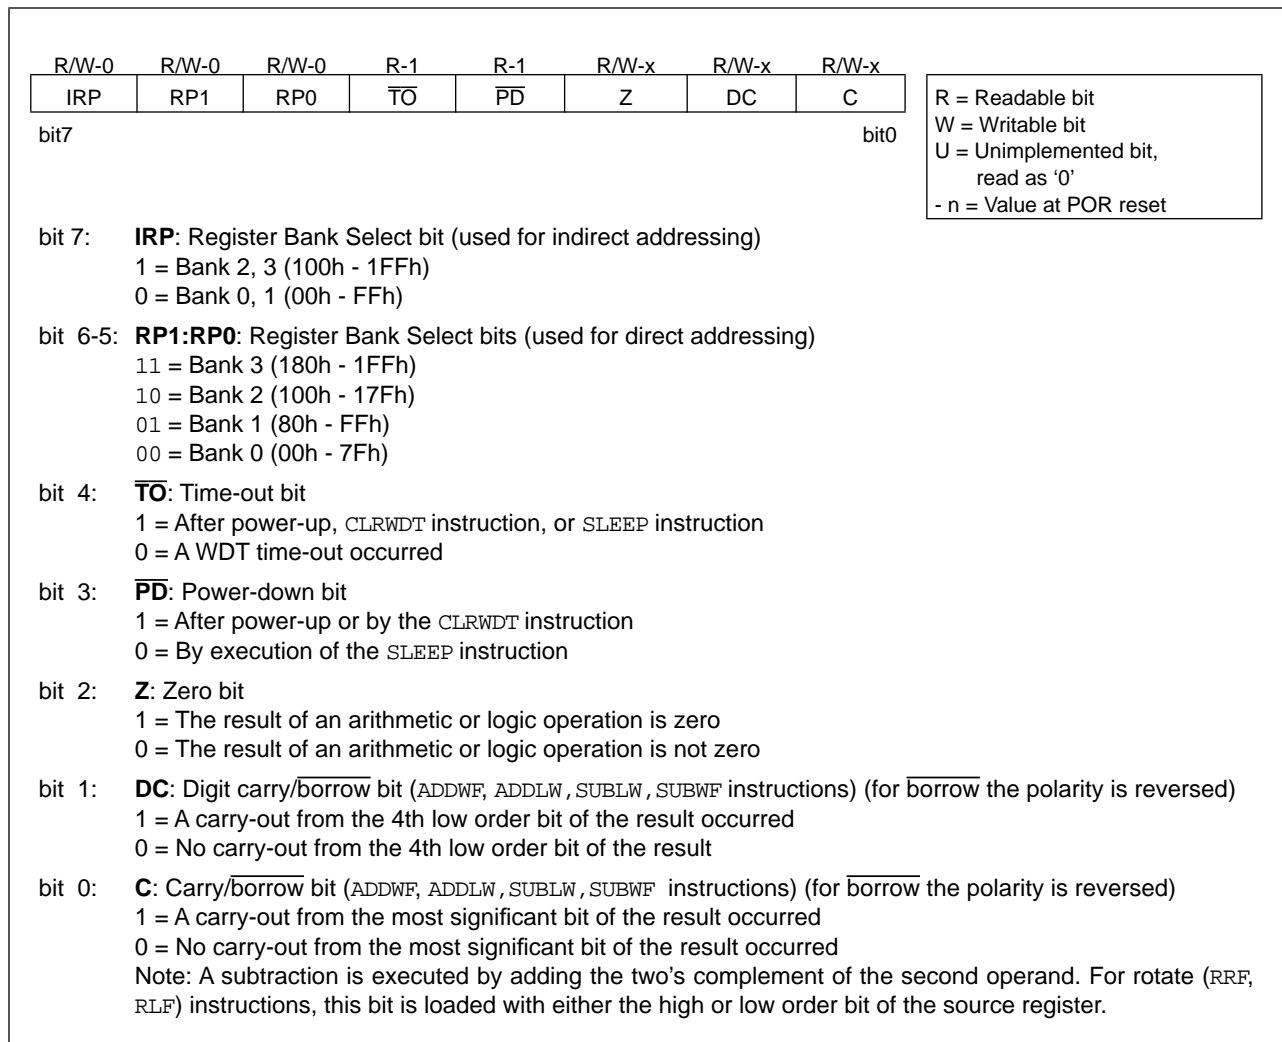 R/W-0 R/W-0 R/W-0 R-1 R-1 R/W-x R/W-x R/W-x
IRP RP1 RP0 T̅O̅ P̅D̅ Z DC C
bit7 bit0
R = Readable bit
W = Writable bit
U = Unimplemented bit,
read as ‘0’
- n = Value at POR reset
bit 7: IRP: Register Bank Select bit (used for indirect addressing)
1 = Bank 2, 3 (100h - 1FFh)
0 = Bank 0, 1 (00h - FFh)
bit 6-5: RP1:RP0: Register Bank Select bits (used for direct addressing)
11 = Bank 3 (180h - 1FFh)
10 = Bank 2 (100h - 17Fh)
01 = Bank 1 (80h - FFh)
00 = Bank 0 (00h - 7Fh)
bit 4: T̅O̅: Time-out bit
1 = After power-up, CLRWDT instruction, or SLEEP instruction
0 = A WDT time-out occurred
bit 3: P̅D̅: Power-down bit
1 = After power-up or by the CLRWDT instruction
0 = By execution of the SLEEP instruction
bit 2: Z: Zero bit
1 = The result of an arithmetic or logic operation is zero
0 = The result of an arithmetic or logic operation is not zero
bit 1: DC: Digit carry/b̅o̅r̅r̅o̅w̅ bit (ADDWF, ADDLW,SUBLW,SUBWF instructions) (for b̅o̅r̅r̅o̅w̅ the polarity is reversed)
1 = A carry-out from the 4th low order bit of the result occurred
0 = No carry-out from the 4th low order bit of the result
bit 0: C: Carry/b̅o̅r̅r̅o̅w̅ bit (ADDWF, ADDLW,SUBLW,SUBWF instructions) (for b̅o̅r̅r̅o̅w̅ the polarity is reversed)
1 = A carry-out from the most significant bit of the result occurred
0 = No carry-out from the most significant bit of the result occurred
Note: A subtraction is executed by adding the two’s complement of the second operand. For rotate (RRF,
RLF) instructions, this bit is loaded with either the high or low order bit of the source register.